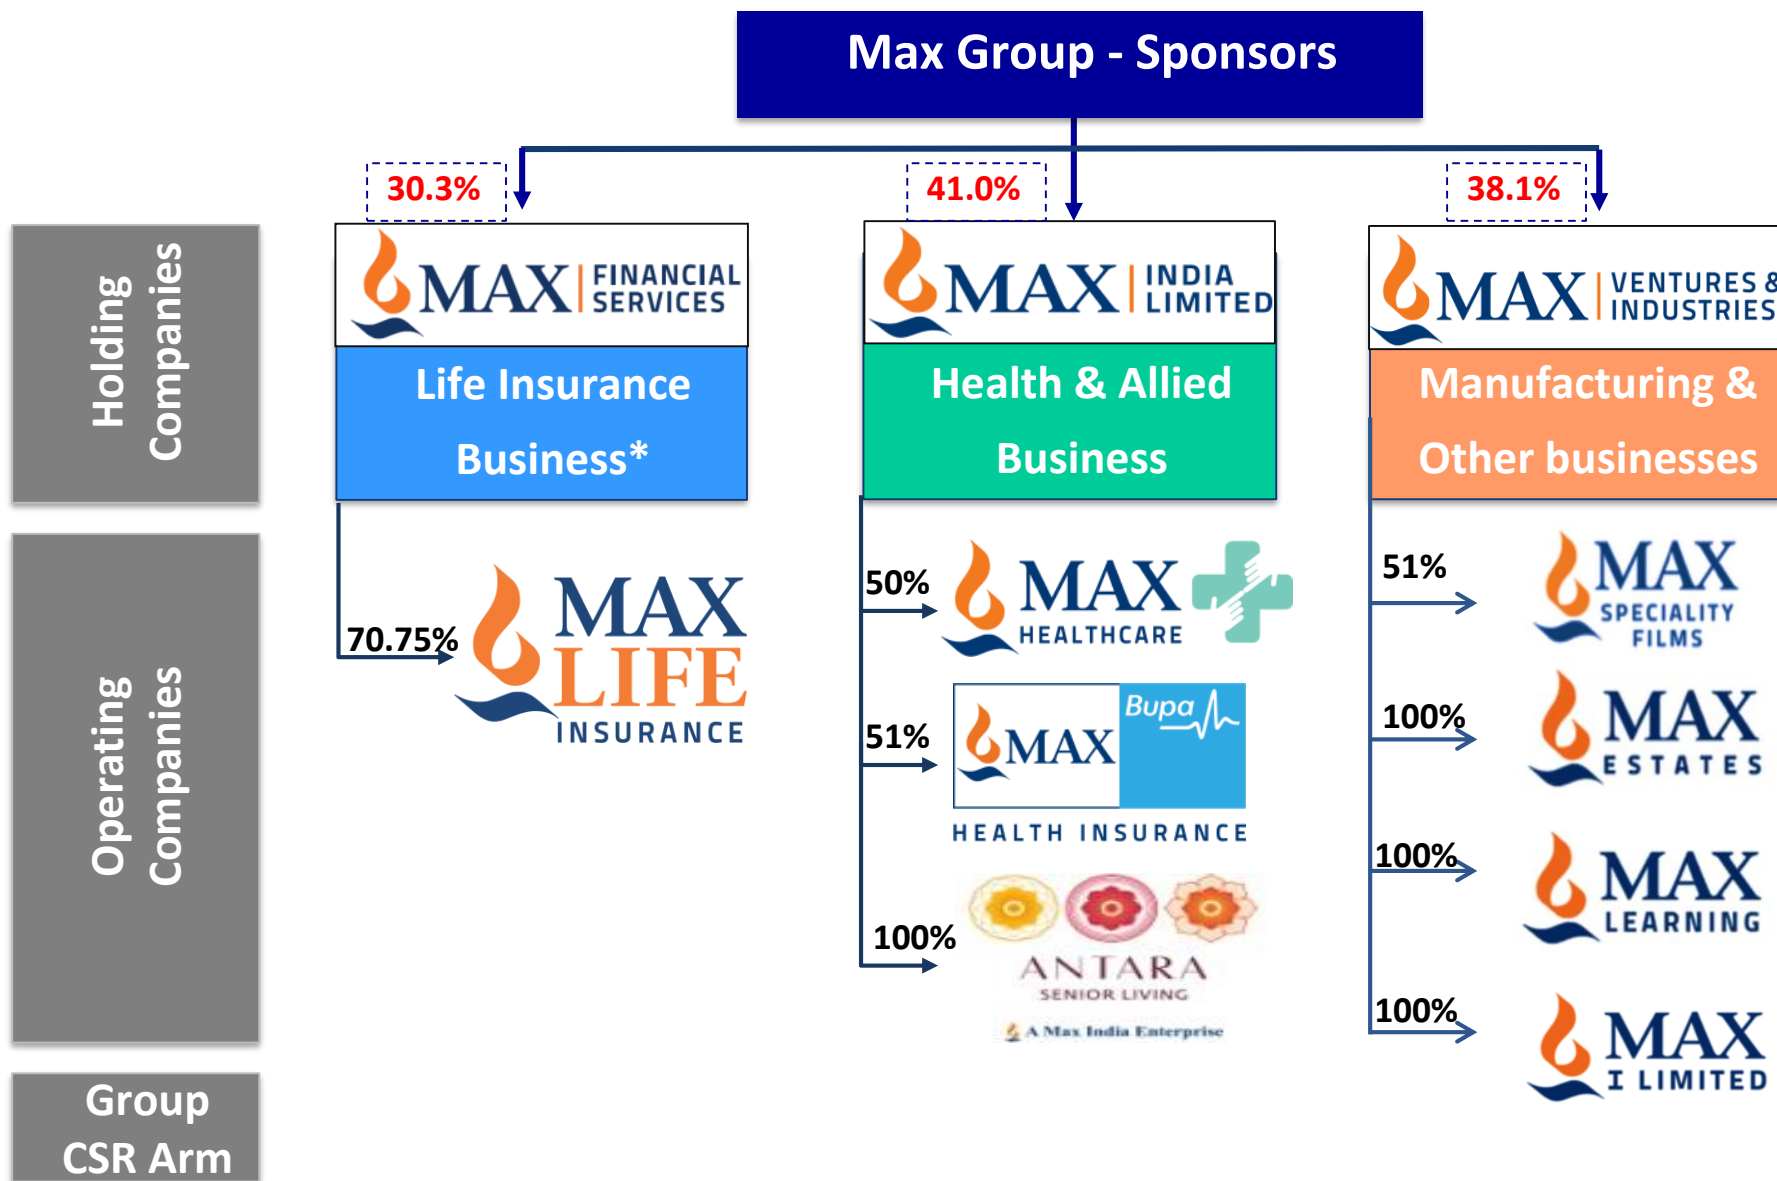 Max Group - Sponsors
30.3%
41.0%
38.1%
Holding
Companies
MAX FINANCIAL
SERVICES
MAX INDIA
LIMITED
MAX VENTURES &
INDUSTRIES
Life Insurance
Business*
Health & Allied
Business
Manufacturing &
Other businesses
Operating
Companies
70.75%
MAX
LIFE
INSURANCE
50%
MAX
HEALTHCARE
51%
MAX
Bupa
HEALTH INSURANCE
100%
ANTARA
SENIOR LIVING
A Max India Enterprise
51%
MAX
SPECIALITY
FILMS
100%
MAX
ESTATES
100%
MAX
LEARNING
100%
MAX
I LIMITED
Group
CSR Arm